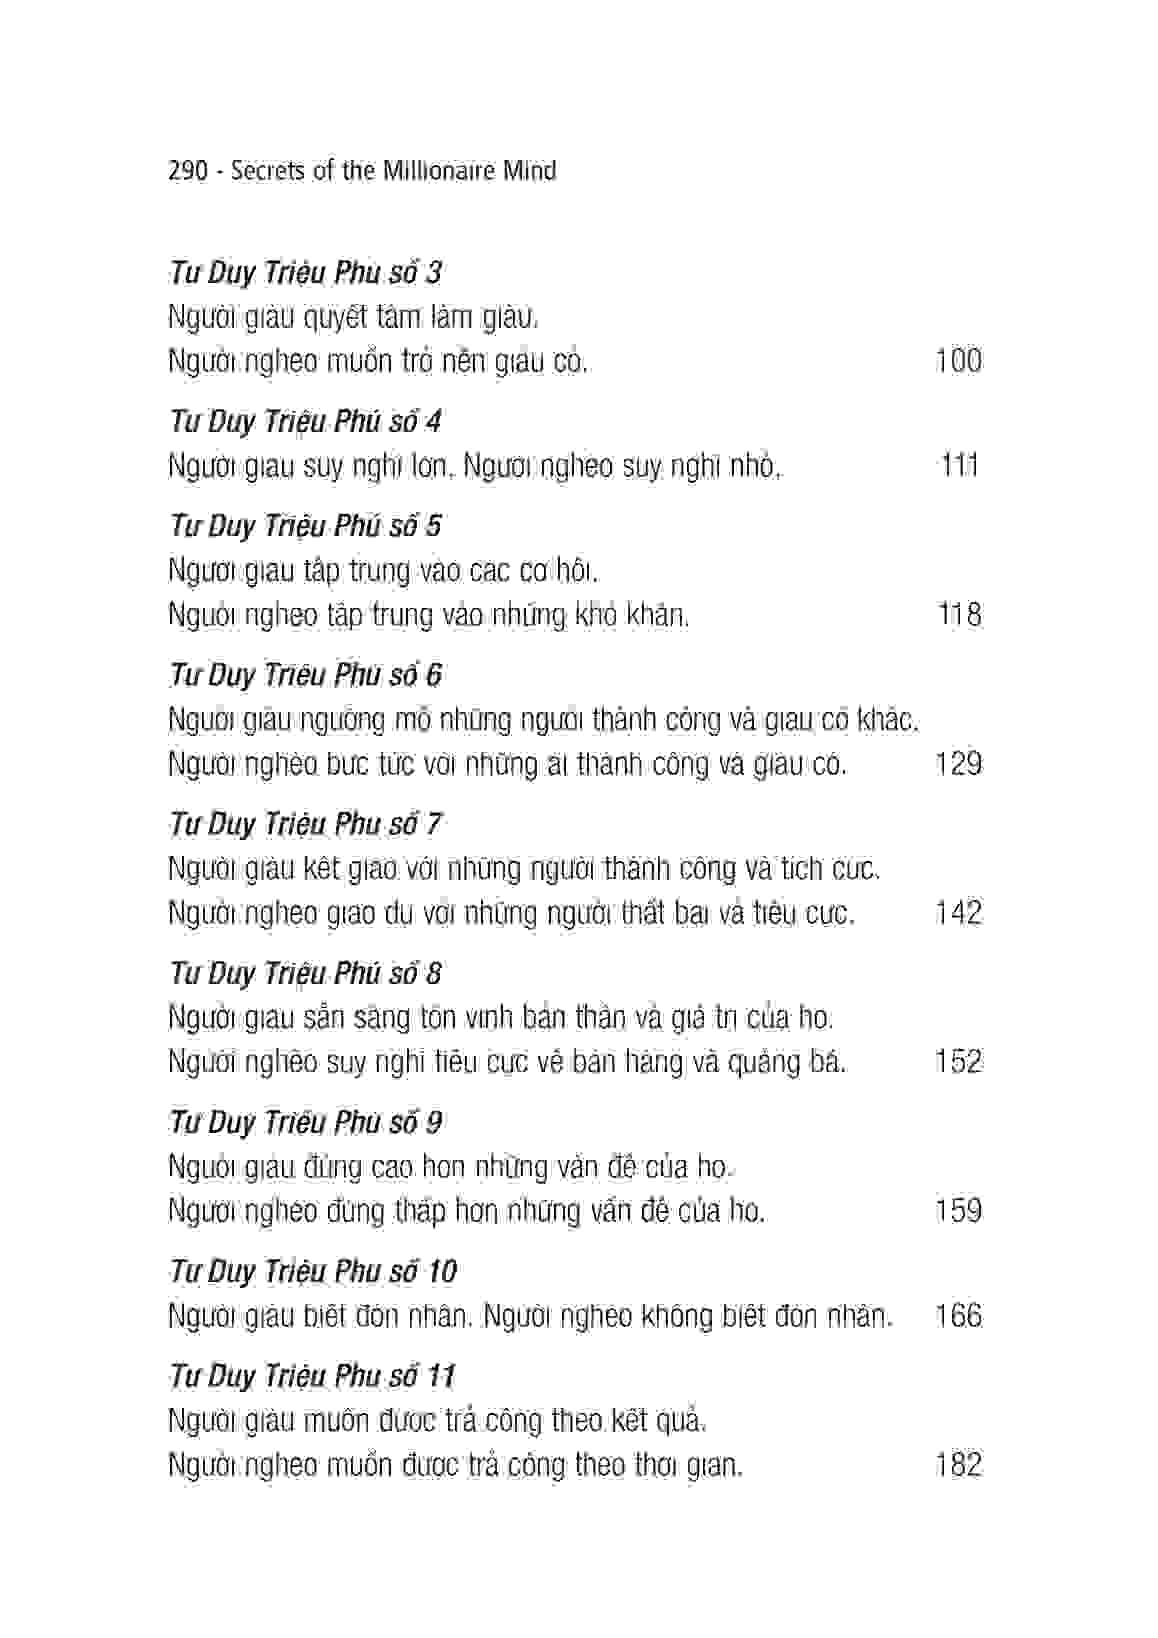 290 - Secrets of the Millionaire Mind
Tư Duy Triệu Phú số 3
Người giàu quyết tâm làm giàu.
Người nghèo muốn trở nên giàu có. 100
Tư Duy Triệu Phú số 4
Người giàu suy nghĩ lớn. Người nghèo suy nghĩ nhỏ. 111
Tư Duy Triệu Phú số 5
Người giàu tập trung vào các cơ hội.
Người nghèo tập trung vào những khó khăn. 118
Tư Duy Triệu Phú số 6
Người giàu ngưỡng mộ những người thành công và giàu có khác.
Người nghèo bực tức với những ai thành công và giàu có. 129
Tư Duy Triệu Phú số 7
Người giàu kết giao với những người thành công và tích cực.
Người nghèo giao du với những người thất bại và tiêu cực. 142
Tư Duy Triệu Phú số 8
Người giàu sẵn sàng tôn vinh bản thân và giá trị của họ.
Người nghèo suy nghĩ tiêu cực về bán hàng và quảng bá. 152
Tư Duy Triệu Phú số 9
Người giàu đứng cao hơn những vấn đề của họ.
Người nghèo đứng thấp hơn những vấn đề của họ. 159
Tư Duy Triệu Phú số 10
Người giàu biết đón nhận. Người nghèo không biết đón nhận. 166
Tư Duy Triệu Phú số 11
Người giàu muốn được trả công theo kết quả.
Người nghèo muốn được trả công theo thời gian. 182